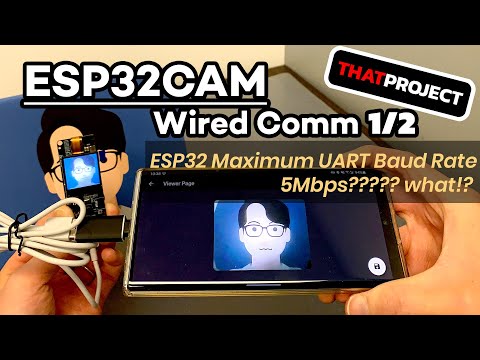 ESP32CAM
THATPROJECT
Wired Comm 1/2
ESP32 Maximum UART Baud Rate
5Mbps????? what!?
Viewer Page